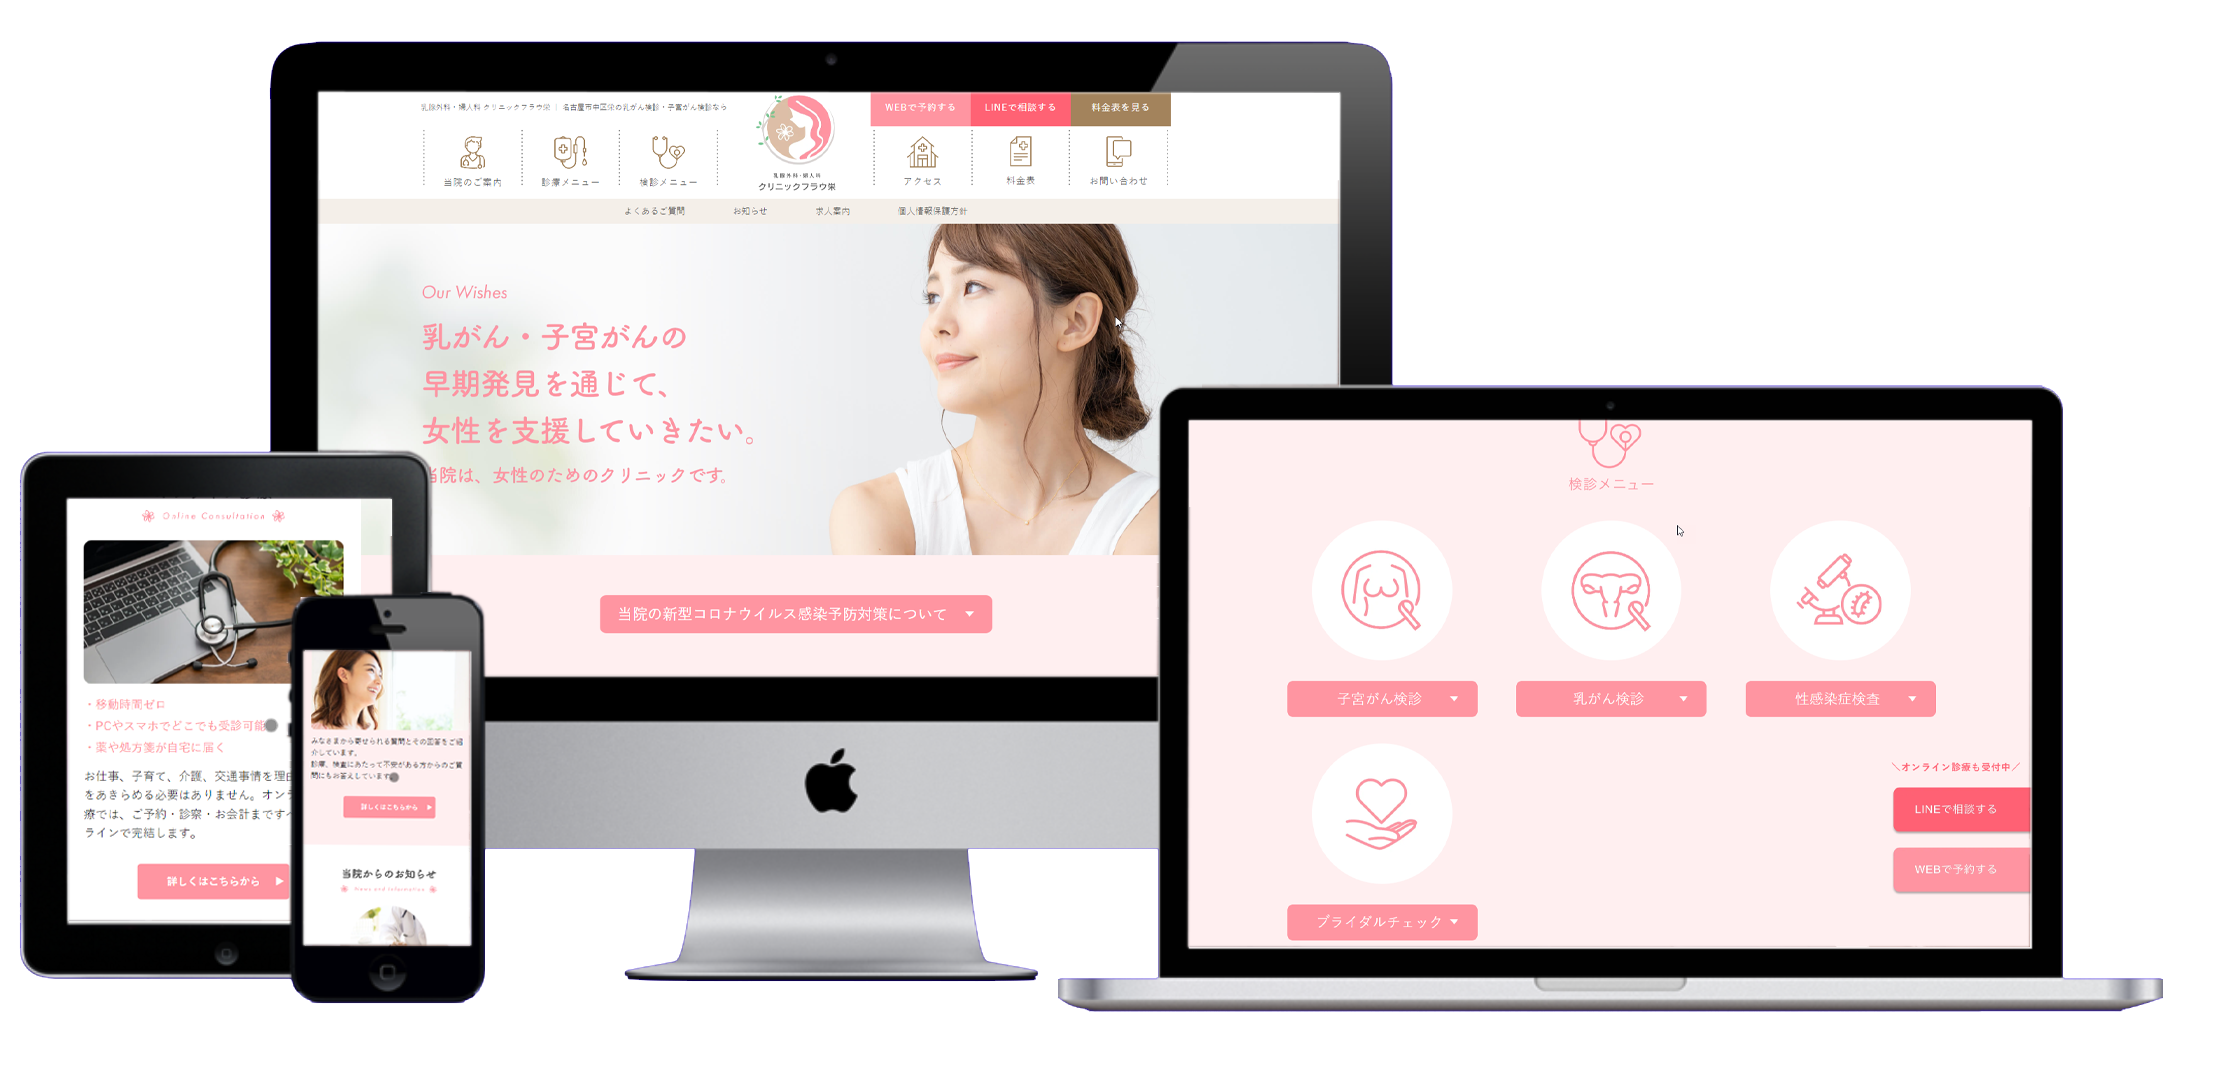 乳腺外科・婦人科 クリニックフラウ栄 ｜ 名古屋市中区栄の乳がん検診・子宮がん検診なら
WEBで予約する
LINEで相談する
料金表を見る
当院のご案内
診療メニュー
検診メニュー
乳腺外科・婦人科
クリニックフラウ栄
アクセス
料金表
お問い合わせ
よくあるご質問
お知らせ
求人案内
個人情報保護方針
Our Wishes
乳がん・子宮がんの
早期発見を通じて、
女性を支援していきたい。
当院は、女性のためのクリニックです。
当院の新型コロナウイルス感染予防対策について
Online Consultation
・移動時間ゼロ
・PCやスマホでどこでも受診可能
・薬や処方箋が自宅に届く
お仕事、子育て、介護、交通事情を理由
をあきらめる必要はありません。オン
療では、ご予約・診察・お会計まですべ
ラインで完結します。
詳しくはこちらから
みなさまから寄せられる質問とその回答をご紹
介しています。
診療、検査にあたって不安がある方からのご質
問にもお答えしています。
詳しくはこちらから
当院からのお知らせ
News and Information
検診メニュー
子宮がん検診
乳がん検診
性感染症検査
ブライダルチェック
＼オンライン診療も受付中／
LINEで相談する
WEBで予約する